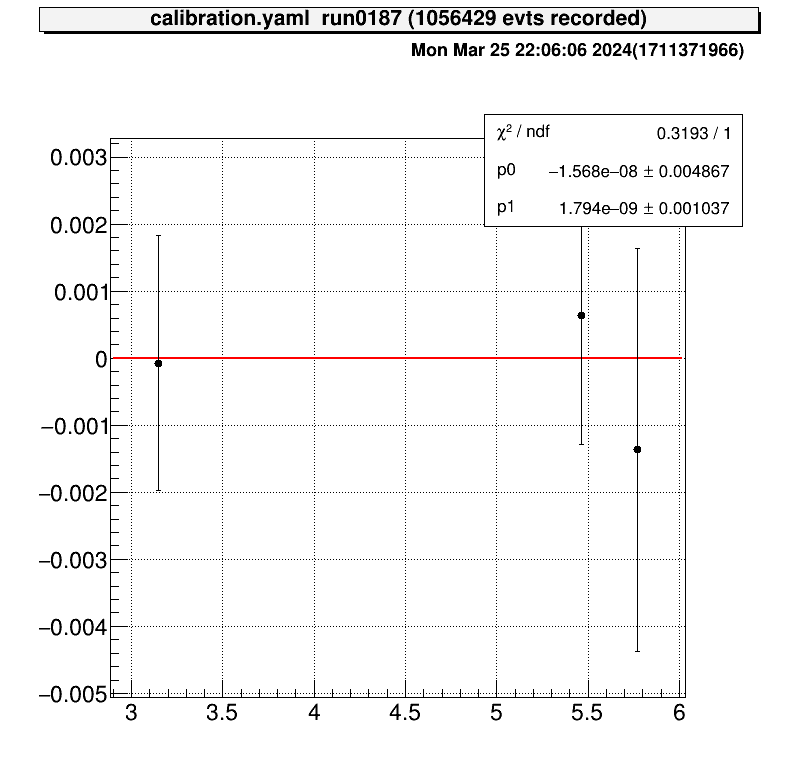 calibration.yaml run0187 (1056429 evts recorded)
Mon Mar 25 22:06:06 2024(1711371966)
χ² / ndf 0.3193 / 1
p0 −1.568e−08 ± 0.004867
p1 1.794e−09 ± 0.001037
0.003
0.002
0.001
0
−0.001
−0.002
−0.003
−0.004
−0.005
3 3.5 4 4.5 5 5.5 6